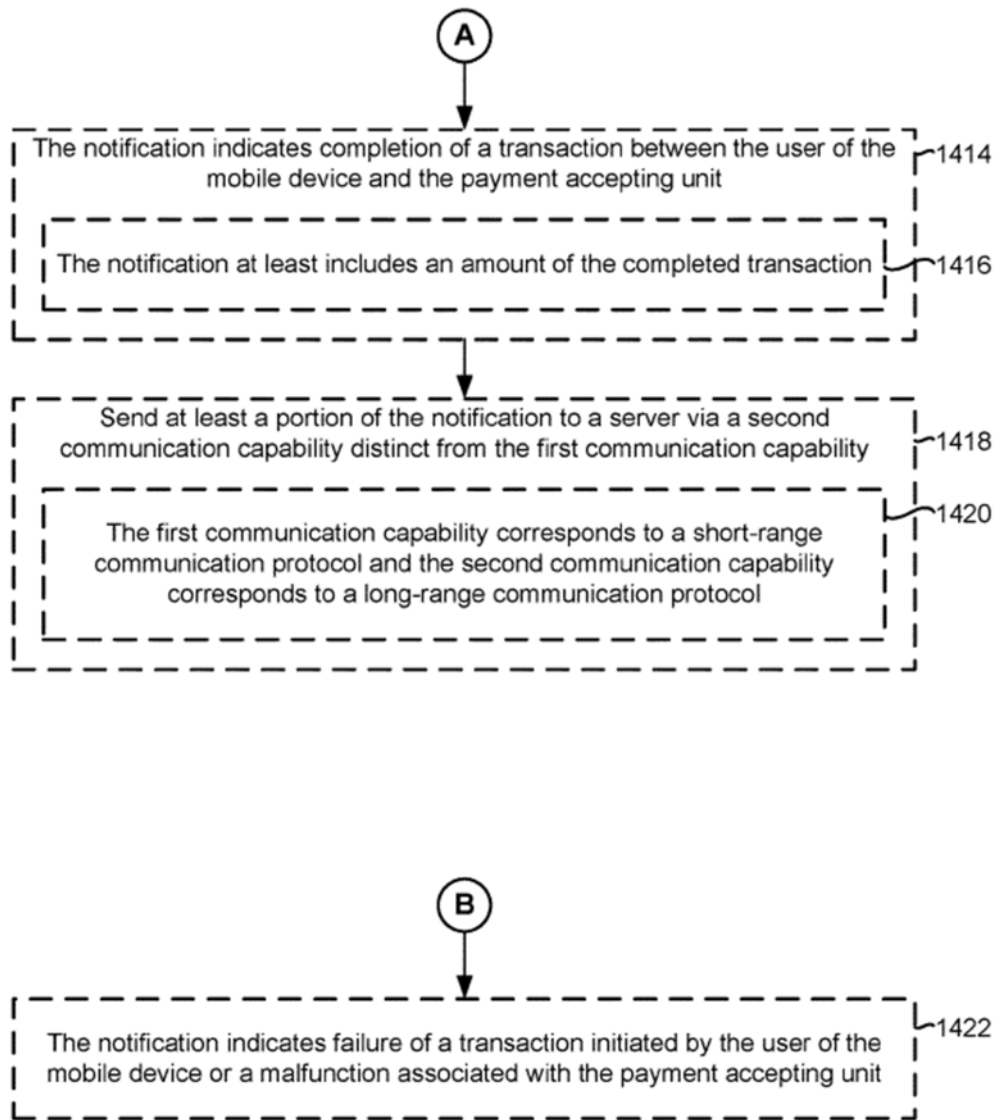 A
The notification indicates completion of a transaction between the user of the
mobile device and the payment accepting unit
1414
The notification at least includes an amount of the completed transaction
1416
Send at least a portion of the notification to a server via a second
communication capability distinct from the first communication capability
1418
1420
The first communication capability corresponds to a short-range
communication protocol and the second communication capability
corresponds to a long-range communication protocol
B
1422
The notification indicates failure of a transaction initiated by the user of the
mobile device or a malfunction associated with the payment accepting unit